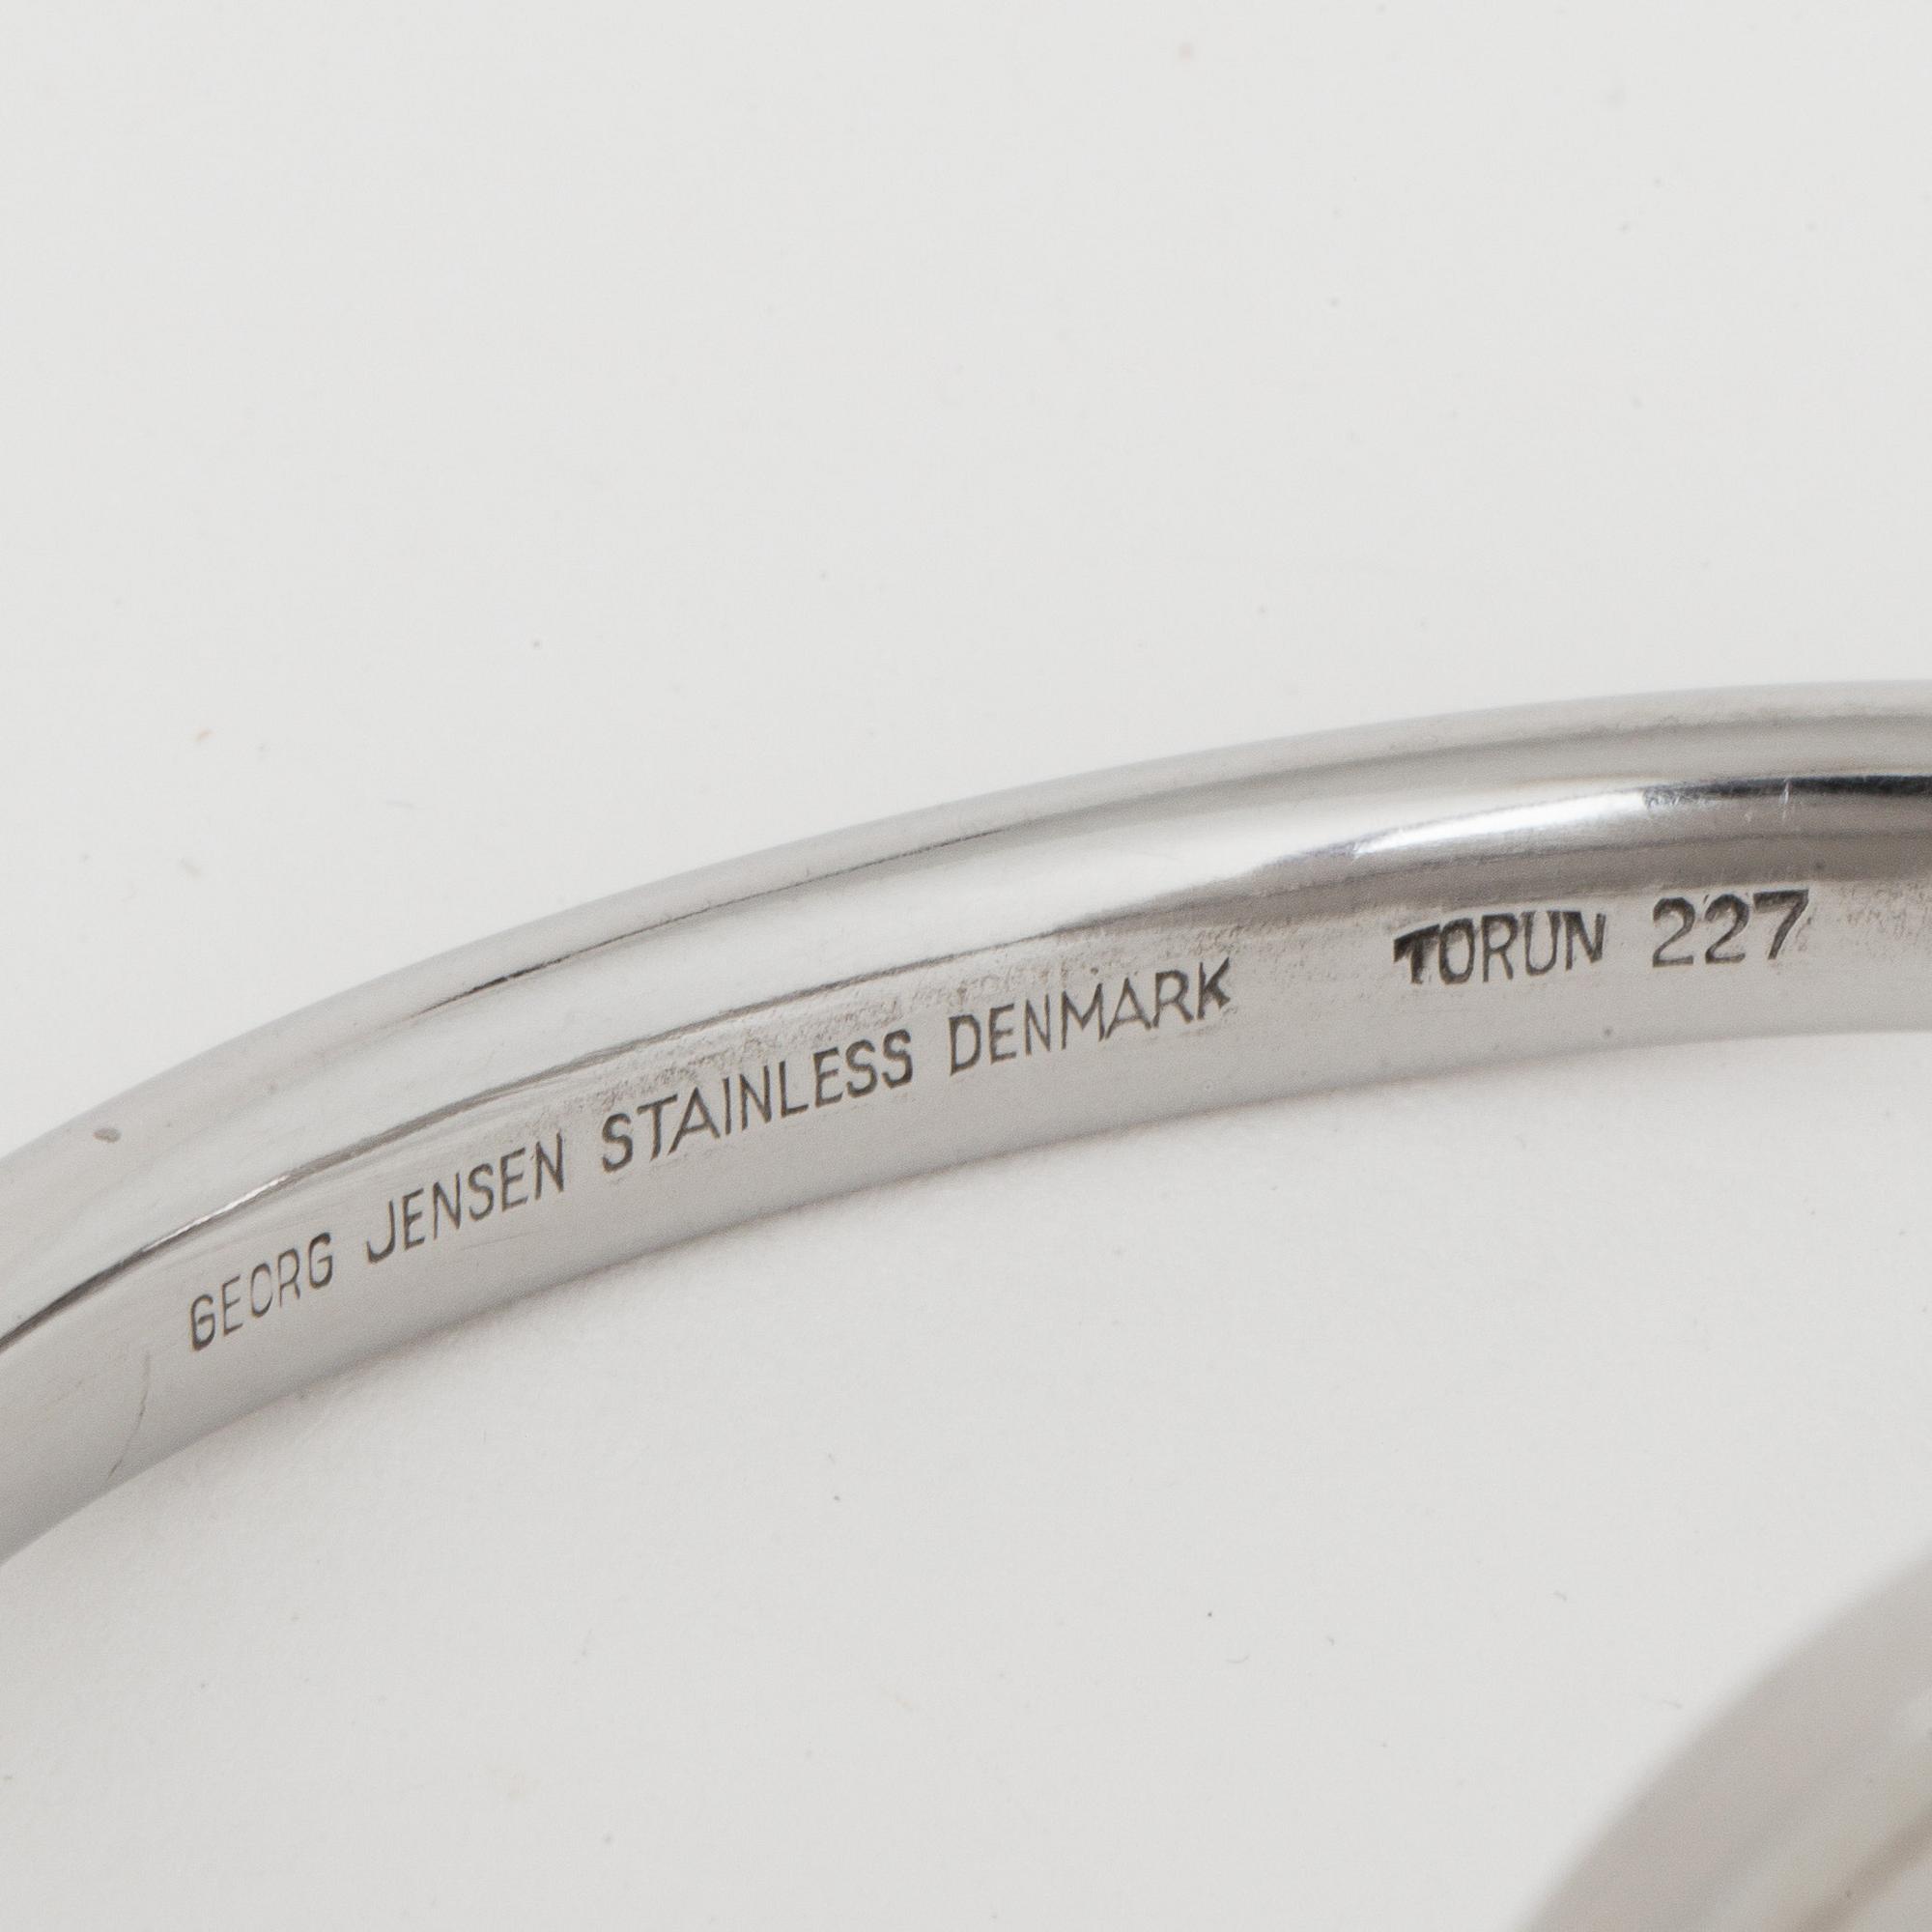 GEORG JENSEN STAINLESS DENMARK TORUN 227